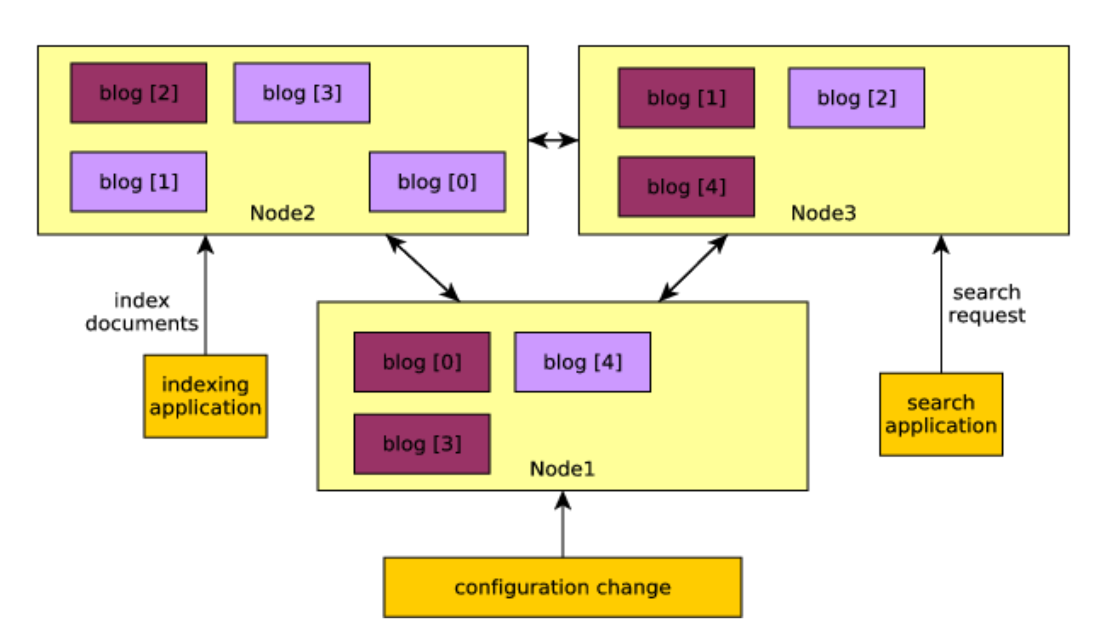 blog [2]
blog [3]
blog [1]
blog [0]
Node2
blog [1]
blog [2]
blog [4]
Node3
index
documents
search
request
indexing
application
blog [0]
blog [4]
blog [3]
Node1
search
application
configuration change